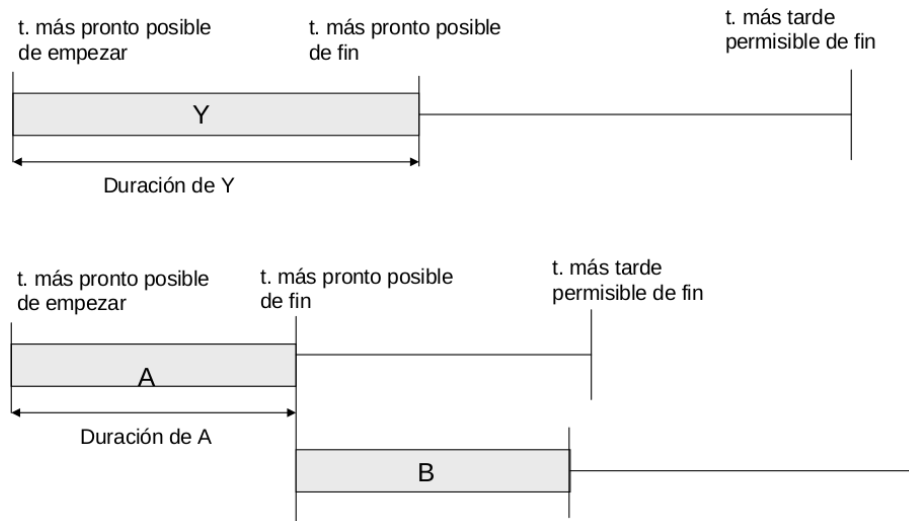 t. más pronto posible
de empezar
t. más pronto posible
de fin
t. más tarde
permisible de fin
Y
Duración de Y
t. más pronto posible
de empezar
t. más pronto posible
de fin
t. más tarde
permisible de fin
A
Duración de A
B